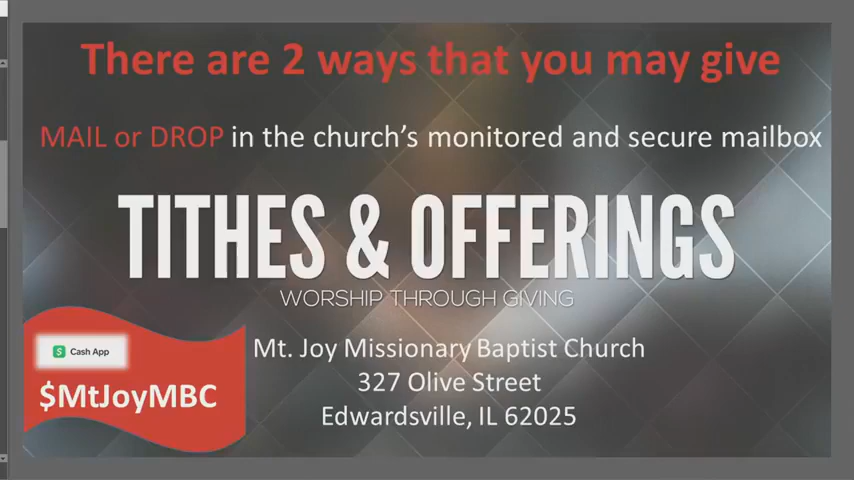 There are 2 ways that you may give
MAIL or DROP in the church's monitored and secure mailbox
TITHES & OFFERINGS
WORSHIP THROUGH GIVING
Cash App
$MtJoyMBC
Mt. Joy Missionary Baptist Church
327 Olive Street
Edwardsville, IL 62025